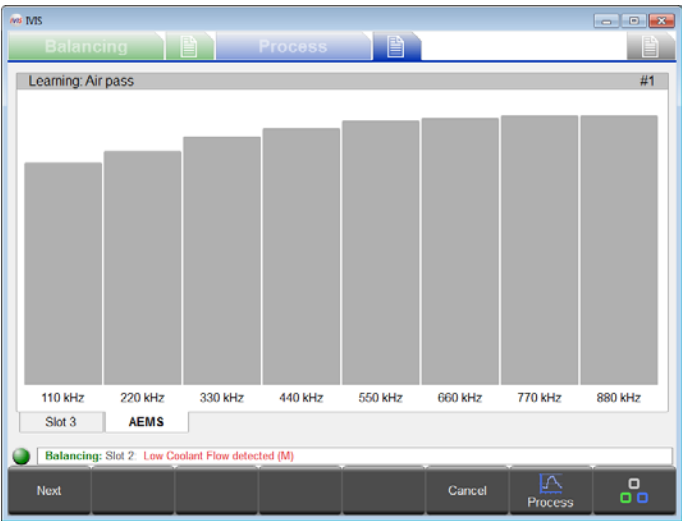 MS
Balancing Process
Learning: Air pass #1
110 kHz 220 kHz 330 kHz 440 kHz 550 kHz 660 kHz 770 kHz 880 kHz
Slot 3 AEMS
Balancing: Slot 2: Low Coolant Flow detected (M)
Next Cancel Process